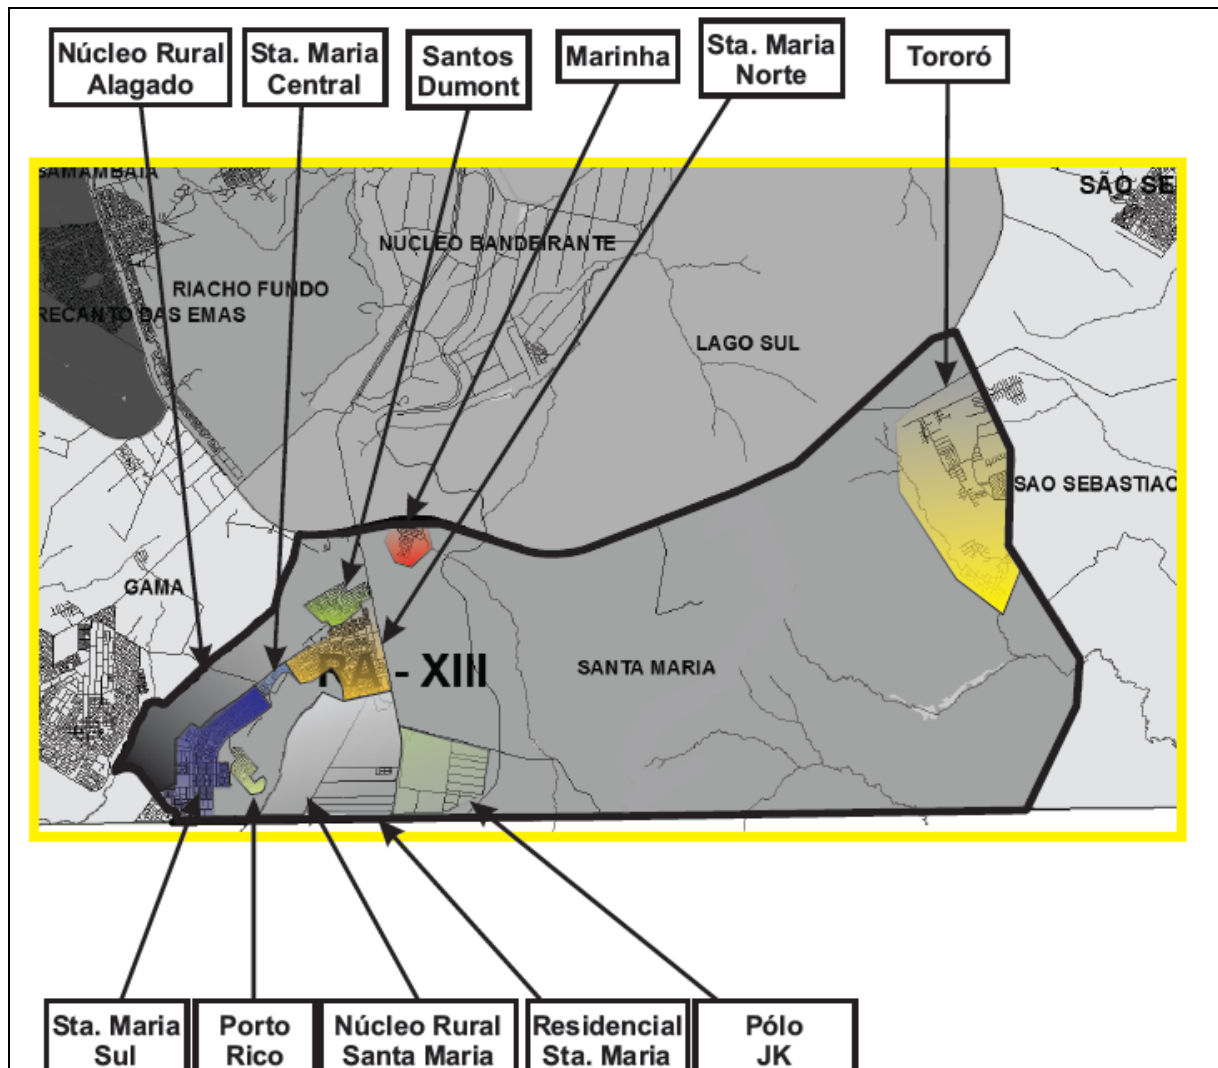 Núcleo Rural
Alagado
Sta. Maria
Central
Santos
Dumont
Marinha
Sta. Maria
Norte
Tororó
SAMAMBAIA
SÃO SE
NUCLEO BANDEIRANTE
RIACHO FUNDO
RECANTO DAS EMAS
LAGO SUL
SAO SEBASTIAO
GAMA
RA - XIII
SANTA MARIA
Sta. Maria
Sul
Porto
Rico
Núcleo Rural
Santa Maria
Residencial
Sta. Maria
Pólo
JK